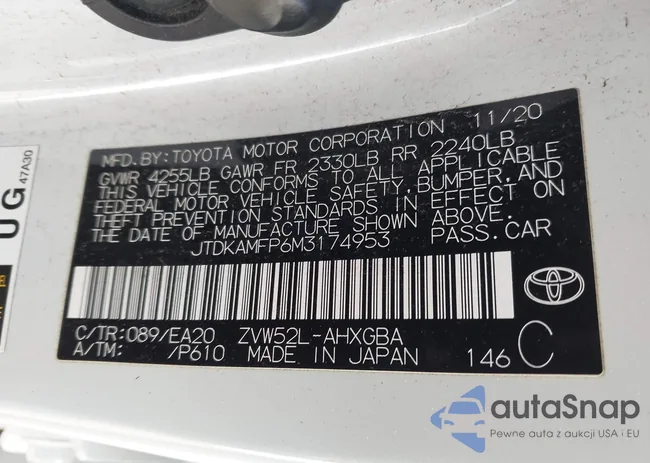 11/20
MFD.BY:TOYOTA MOTOR CORPORATION
GVWR 4255LB GAWR FR 2330LB RR 2240LB
THIS VEHICLE CONFORMS TO ALL APPLICABLE
FEDERAL MOTOR VEHICLE SAFETY,BUMPER,AND
THEFT PREVENTION STANDARDS IN EFFECT ON
THE DATE OF MANUFACTURE SHOWN ABOVE.
JTDKAMFP6M3174953 PASS.CAR
C/TR:089/EA20 ZVW52L-AHXGBA
A/TM: /P610 MADE IN JAPAN 146 C
UG
47A30
autaSnap
Pewne auta z aukcji USA i EU